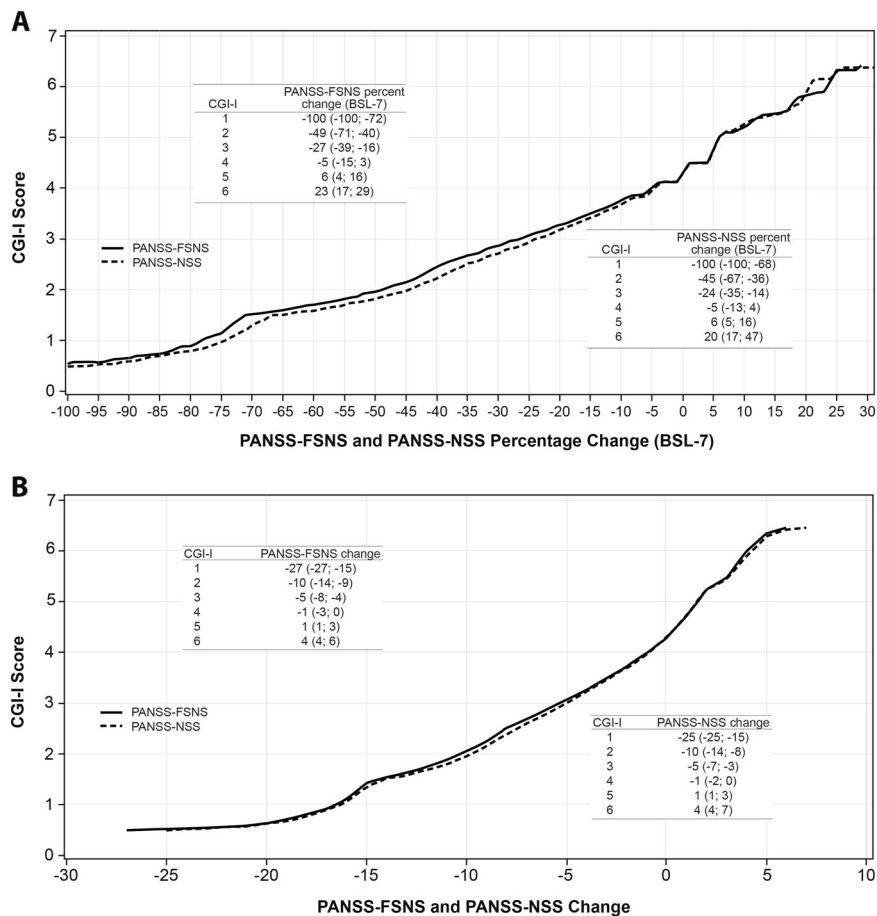 A
7
6
5
4
3
2
1
0
CGI-I Score
PANSS-FSNS percent
CGI-I change (BSL-7)
1 -100 (-100; -72)
2 -49 (-71; -40)
3 -27 (-39; -16)
4 -5 (-15; 3)
5 6 (4; 16)
6 23 (17; 29)
PANSS-FSNS
PANSS-NSS
PANSS-NSS percent
CGI-I change (BSL-7)
1 -100 (-100; -68)
2 -45 (-67; -36)
3 -24 (-35; -14)
4 -5 (-13; 4)
5 6 (5; 16)
6 20 (17; 47)
-100 -95 -90 -85 -80 -75 -70 -65 -60 -55 -50 -45 -40 -35 -30 -25 -20 -15 -10 -5 0 5 10 15 20 25 30
PANSS-FSNS and PANSS-NSS Percentage Change (BSL-7)
B
7
6
5
4
3
2
1
0
CGI-I Score
CGI-I PANSS-FSNS change
1 -27 (-27; -15)
2 -10 (-14; -9)
3 -5 (-8; -4)
4 -1 (-3; 0)
5 1 (1; 3)
6 4 (4; 6)
PANSS-FSNS
PANSS-NSS
CGI-I PANSS-NSS change
1 -25 (-25; -15)
2 -10 (-14; -8)
3 -5 (-7; -3)
4 -1 (-2; 0)
5 1 (1; 3)
6 4 (4; 7)
-30 -25 -20 -15 -10 -5 0 5 10
PANSS-FSNS and PANSS-NSS Change